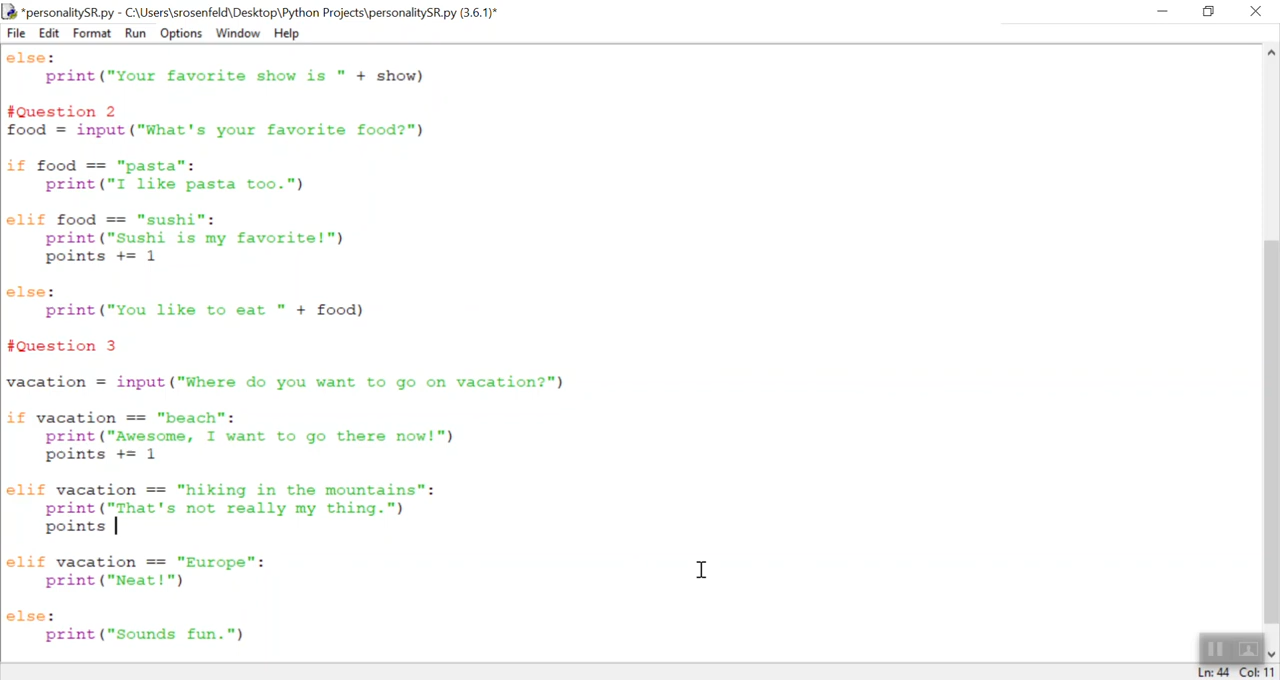 *personalitySR.py - C:\Users\srosenfeld\Desktop\Python Projects\personalitySR.py (3.6.1)*
File Edit Format Run Options Window Help
else:
    print("Your favorite show is " + show)
#Question 2
food = input("What's your favorite food?")
if food == "pasta":
    print("I like pasta too.")
elif food == "sushi":
    print("Sushi is my favorite!")
    points += 1
else:
    print("You like to eat " + food)
#Question 3
vacation = input("Where do you want to go on vacation?")
if vacation == "beach":
    print("Awesome, I want to go there now!")
    points += 1
elif vacation == "hiking in the mountains":
    print("That's not really my thing.")
    points
elif vacation == "Europe":
    print("Neat!")
else:
    print("Sounds fun.")
Ln: 44 Col: 11